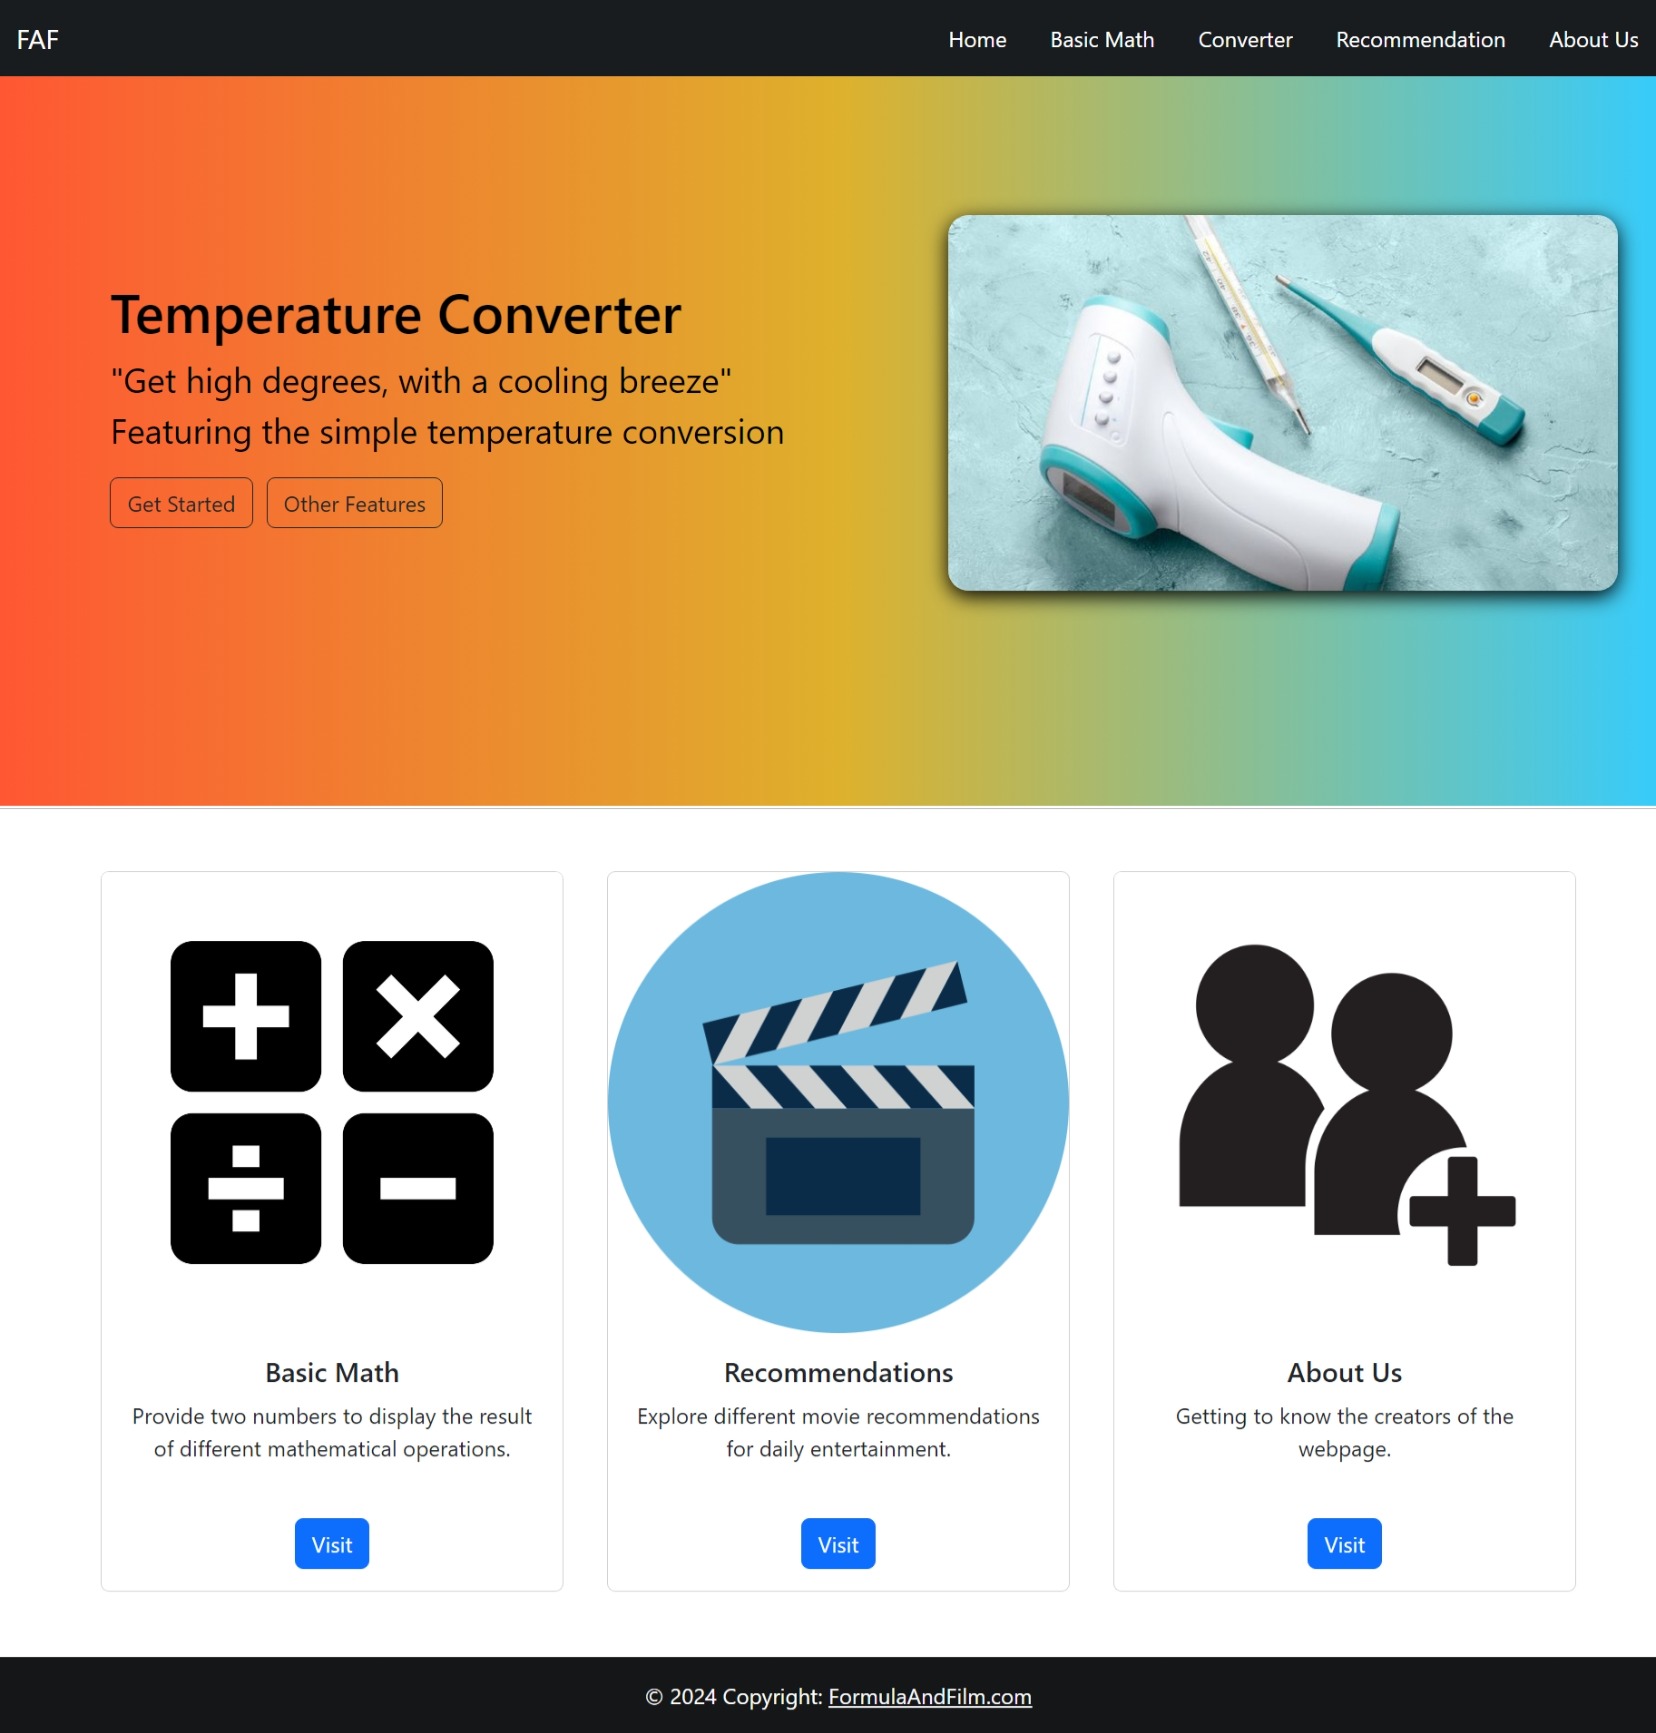 FAF
Home
Basic Math
Converter
Recommendation
About Us
Temperature Converter
"Get high degrees, with a cooling breeze"
Featuring the simple temperature conversion
Get Started
Other Features
Basic Math
Provide two numbers to display the result
of different mathematical operations.
Visit
Recommendations
Explore different movie recommendations
for daily entertainment.
Visit
About Us
Getting to know the creators of the
webpage.
Visit
© 2024 Copyright: FormulaAndFilm.com